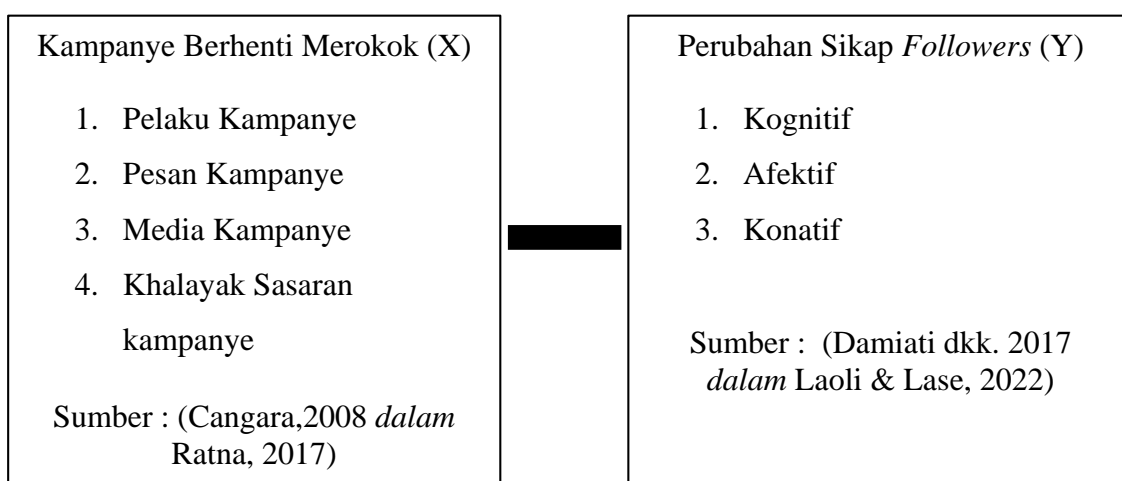 Kampanye Berhenti Merokok (X)
1. Pelaku Kampanye
2. Pesan Kampanye
3. Media Kampanye
4. Khalayak Sasaran
kampanye
Sumber : (Cangara,2008 dalam
Ratna, 2017)
Perubahan Sikap Followers (Y)
1. Kognitif
2. Afektif
3. Konatif
Sumber : (Damiati dkk. 2017
dalam Laoli & Lase, 2022)